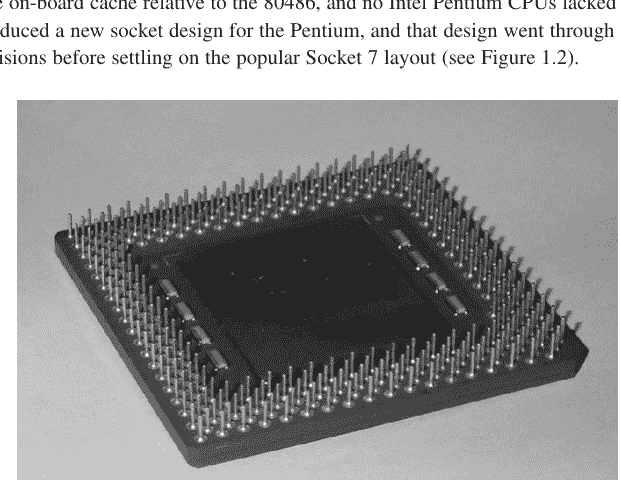 on-board cache relative to the 80486, and no Intel Pentium CPUs lacked
duced a new socket design for the Pentium, and that design went through
isions before settling on the popular Socket 7 layout (see Figure 1.2).